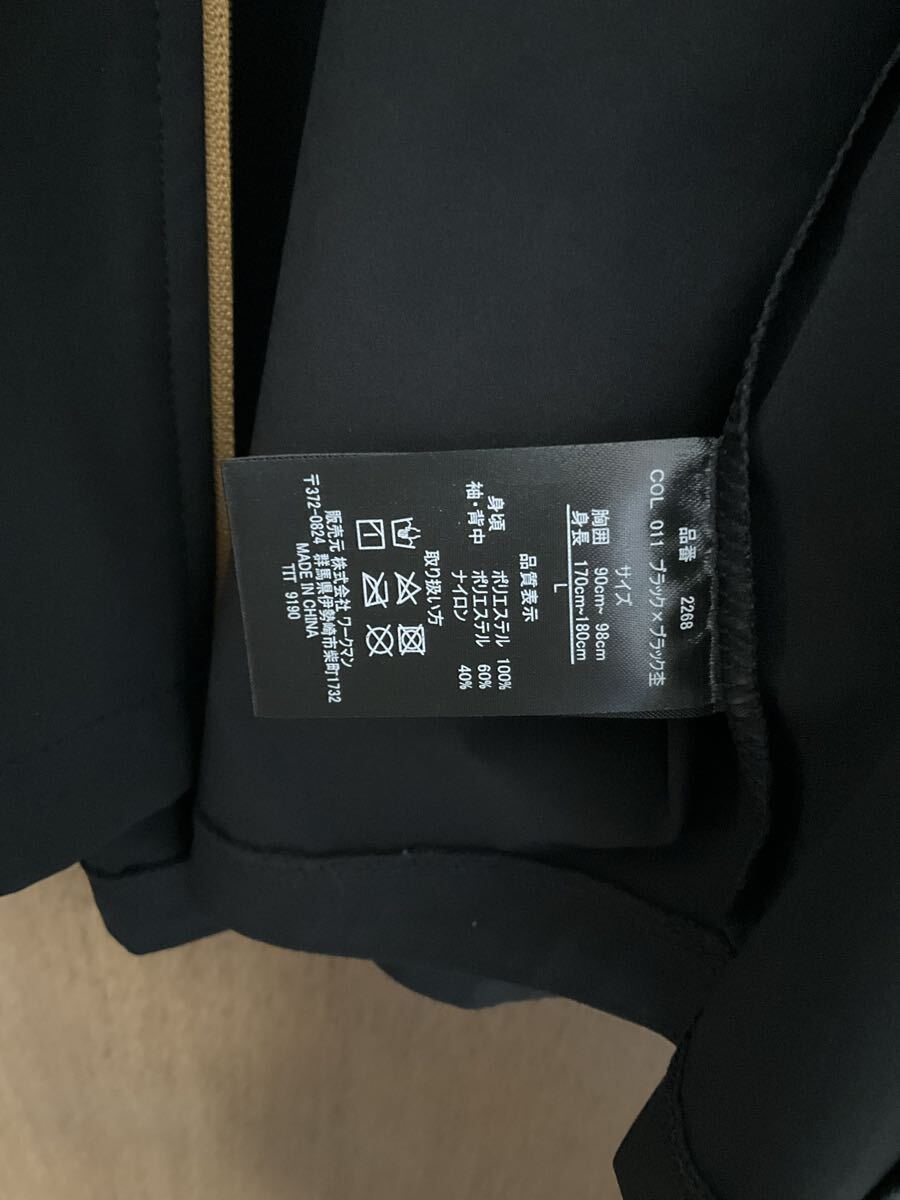 品番 2268
COL 011 ブラック×ブラック杢
サイズ
胸囲 90cm~ 98cm
身長 170cm~180cm
L
品質表示
身頃 ポリエステル 100%
袖・背中 ポリエステル 60%
ナイロン 40%
取り扱い方
販売元 株式会社 ワークマン
〒372-0824 群馬県伊勢崎市柴町1732
MADE IN CHINA
TIT 9190